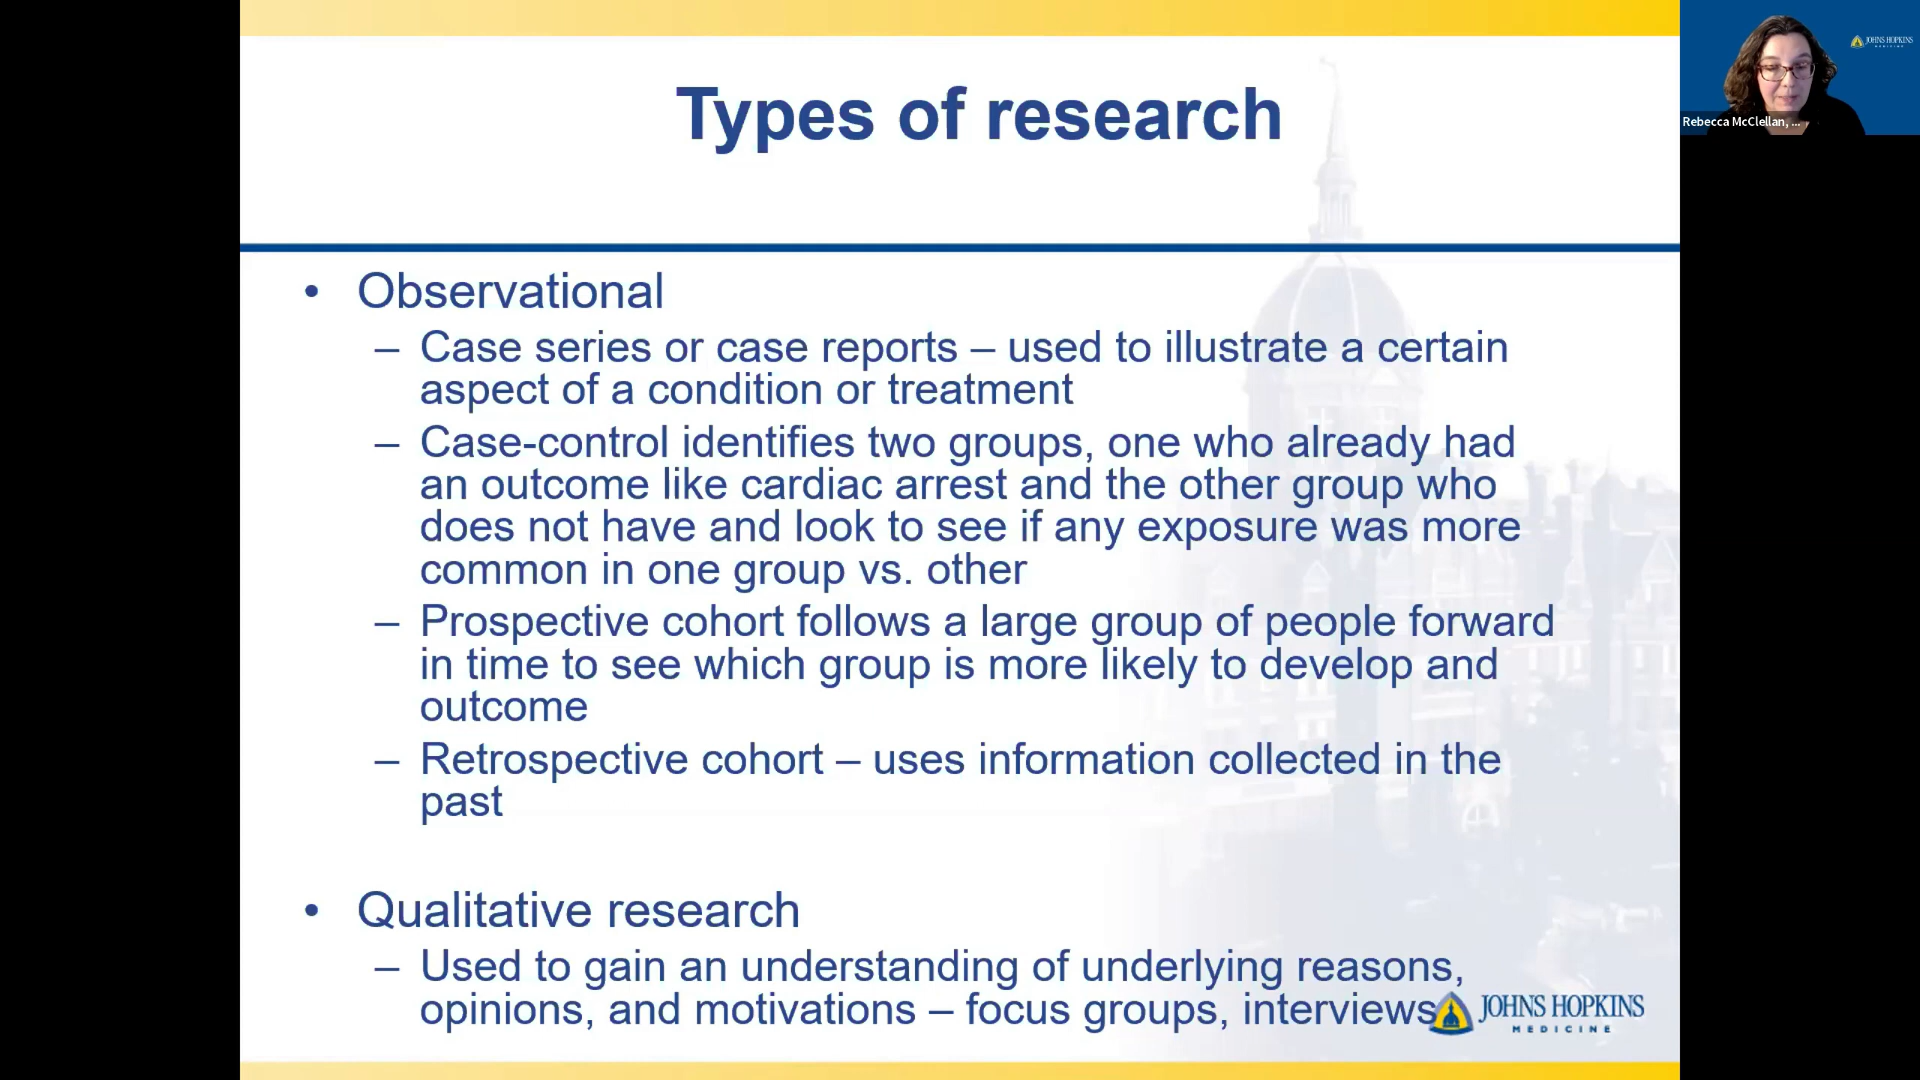 Types of research
• Observational
– Case series or case reports – used to illustrate a certain
aspect of a condition or treatment
– Case-control identifies two groups, one who already had
an outcome like cardiac arrest and the other group who
does not have and look to see if any exposure was more
common in one group vs. other
– Prospective cohort follows a large group of people forward
in time to see which group is more likely to develop and
outcome
– Retrospective cohort – uses information collected in the
past
• Qualitative research
– Used to gain an understanding of underlying reasons,
opinions, and motivations – focus groups, interviews
JOHNS HOPKINS
MEDICINE
JOHNS HOPKINS
MEDICINE
Rebecca McClellan, ...